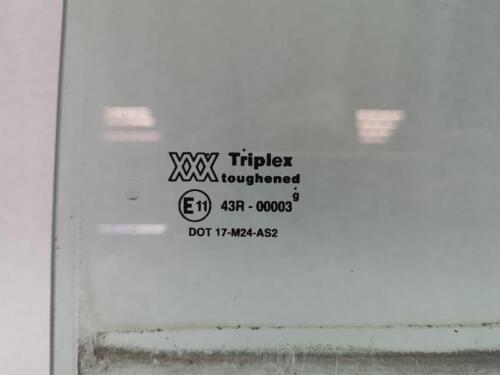 XXX Triplex
toughened
E11 43R - 00003 g
DOT 17-M24-AS2